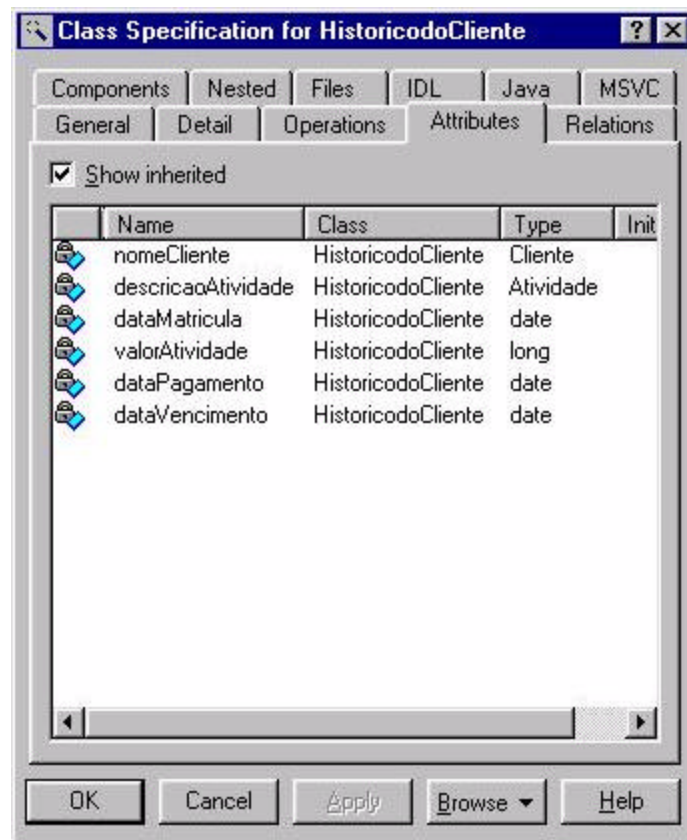 Class Specification for HistoricodoCliente
Components Nested Files IDL Java MSVC
General Detail Operations Attributes Relations
Show inherited
Name Class Type Init
nomeCliente HistoricodoCliente Cliente
descricaoAtividade HistoricodoCliente Atividade
dataMatricula HistoricodoCliente date
valorAtividade HistoricodoCliente long
dataPagamento HistoricodoCliente date
dataVencimento HistoricodoCliente date
OK Cancel Apply Browse Help